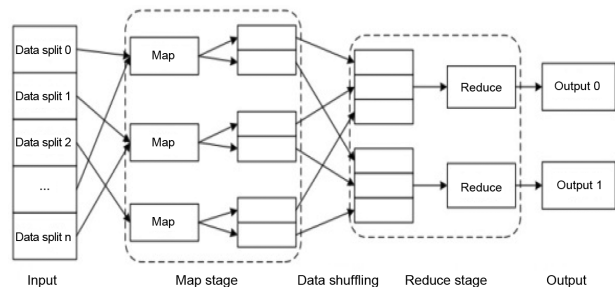 Data split 0
Data split 1
Data split 2
...
Data split n
Map
Map
Map
Reduce
Reduce
Output 0
Output 1
Input
Map stage
Data shuffling
Reduce stage
Output